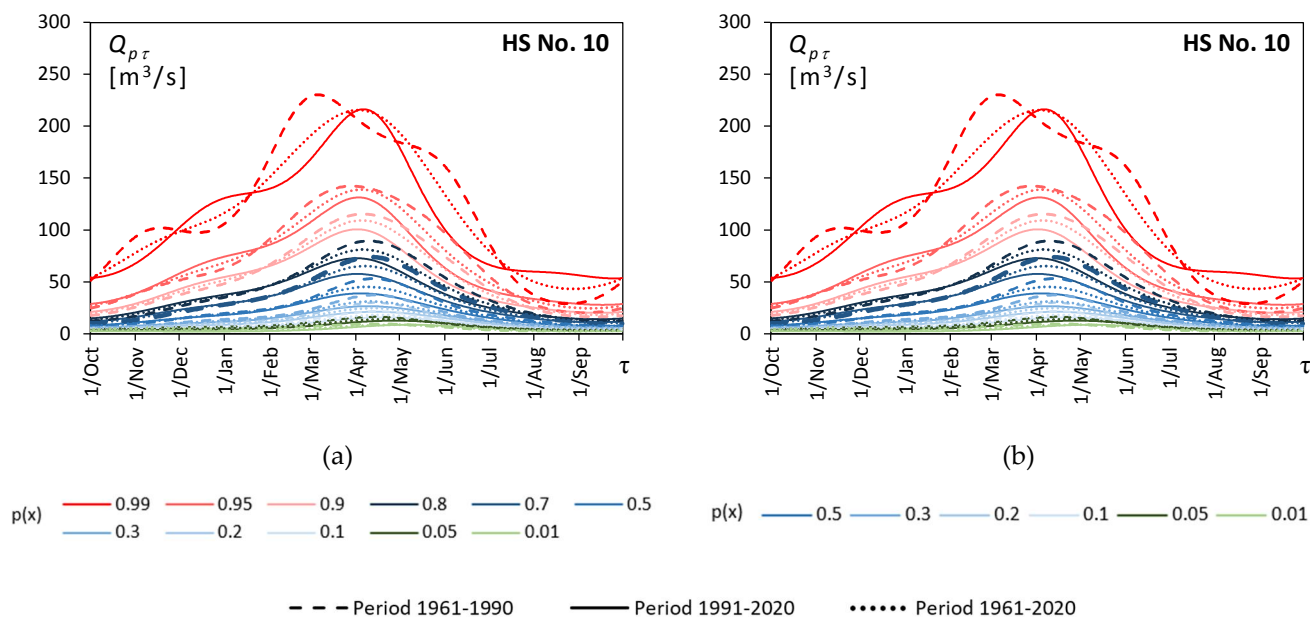 300
250
200
150
100
50
0
Q p τ
[m³/s]
HS No. 10
1/Oct
1/Nov
1/Dec
1/Jan
1/Feb
1/Mar
1/Apr
1/May
1/Jun
1/Jul
1/Aug
1/Sep
τ
(a)
300
250
200
150
100
50
0
Q p τ
[m³/s]
HS No. 10
1/Oct
1/Nov
1/Dec
1/Jan
1/Feb
1/Mar
1/Apr
1/May
1/Jun
1/Jul
1/Aug
1/Sep
τ
(b)
p(x) 0.99 0.95 0.9 0.8 0.7 0.5
0.3 0.2 0.1 0.05 0.01
p(x) 0.5 0.3 0.2 0.1 0.05 0.01
Period 1961-1990 Period 1991-2020 Period 1961-2020